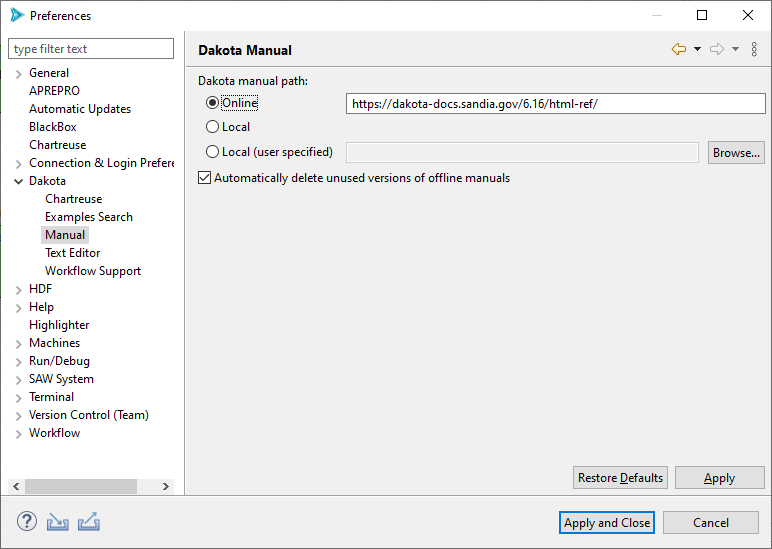 Preferences
type filter text
General
APREPRO
Automatic Updates
BlackBox
Chartreuse
Connection & Login Prefere
Dakota
Chartreuse
Examples Search
Manual
Text Editor
Workflow Support
HDF
Help
Highlighter
Machines
Run/Debug
SAW System
Terminal
Version Control (Team)
Workflow
Dakota Manual
Dakota manual path:
Online https://dakota-docs.sandia.gov/6.16/html-ref/
Local
Local (user specified) Browse...
Automatically delete unused versions of offline manuals
Restore Defaults Apply
Apply and Close Cancel